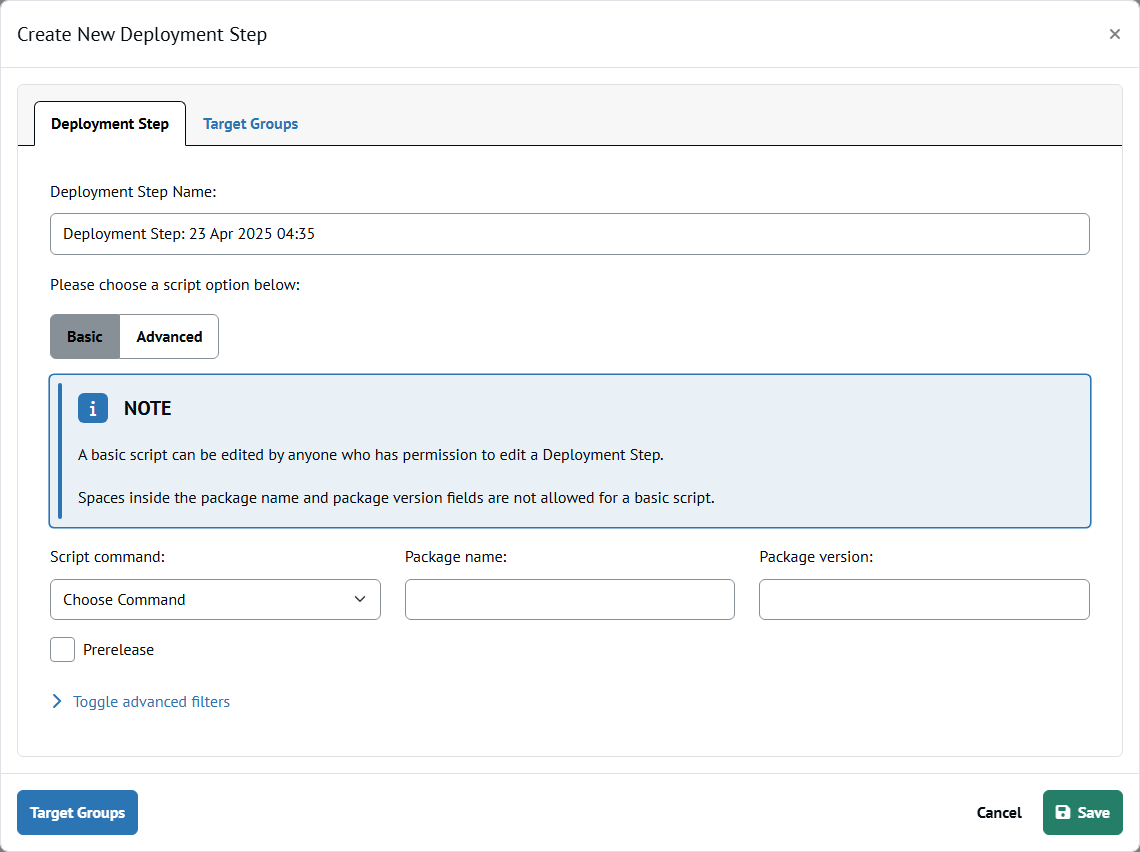 Create New Deployment Step
×
Deployment Step
Target Groups
Deployment Step Name:
Deployment Step: 23 Apr 2025 04:35
Please choose a script option below:
Basic
Advanced
i NOTE
A basic script can be edited by anyone who has permission to edit a Deployment Step.
Spaces inside the package name and package version fields are not allowed for a basic script.
Script command:
Package name:
Package version:
Choose Command
Prerelease
Toggle advanced filters
Target Groups
Cancel
Save